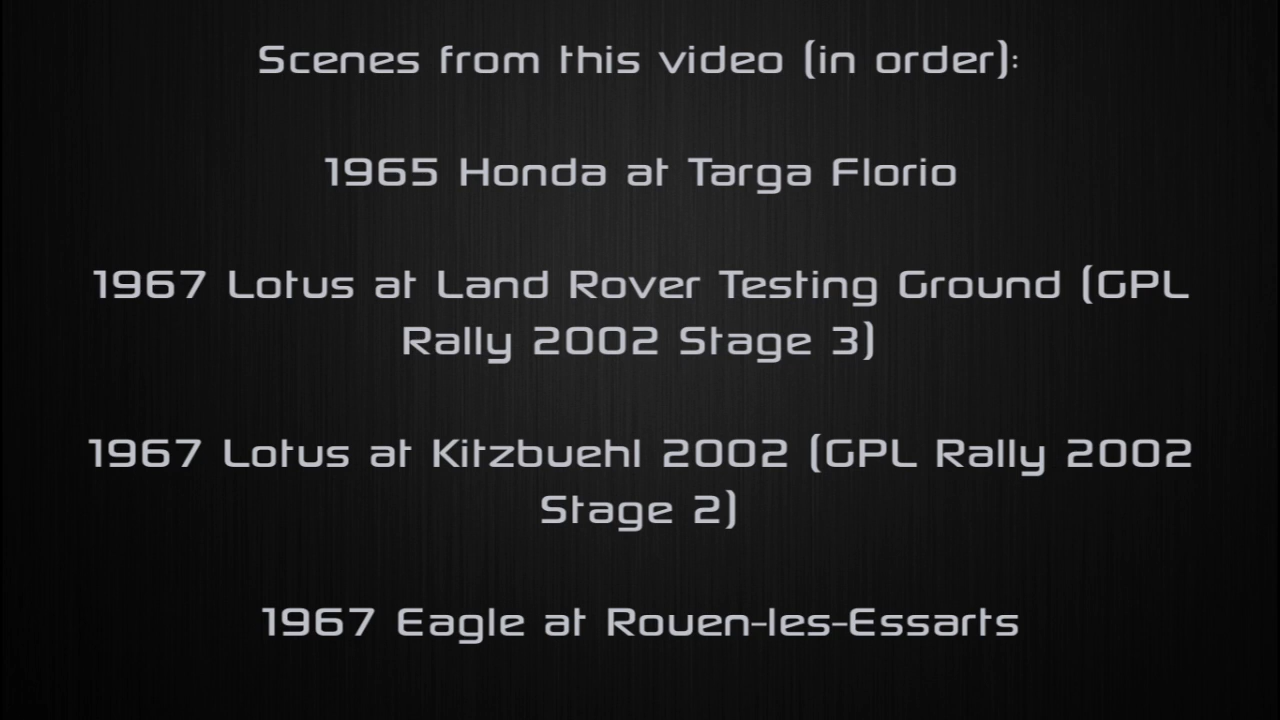 Scenes from this video (in order):
1965 Honda at Targa Florio
1967 Lotus at Land Rover Testing Ground (GPL
Rally 2002 Stage 3)
1967 Lotus at Kitzbuehl 2002 (GPL Rally 2002
Stage 2)
1967 Eagle at Rouen-les-Essarts